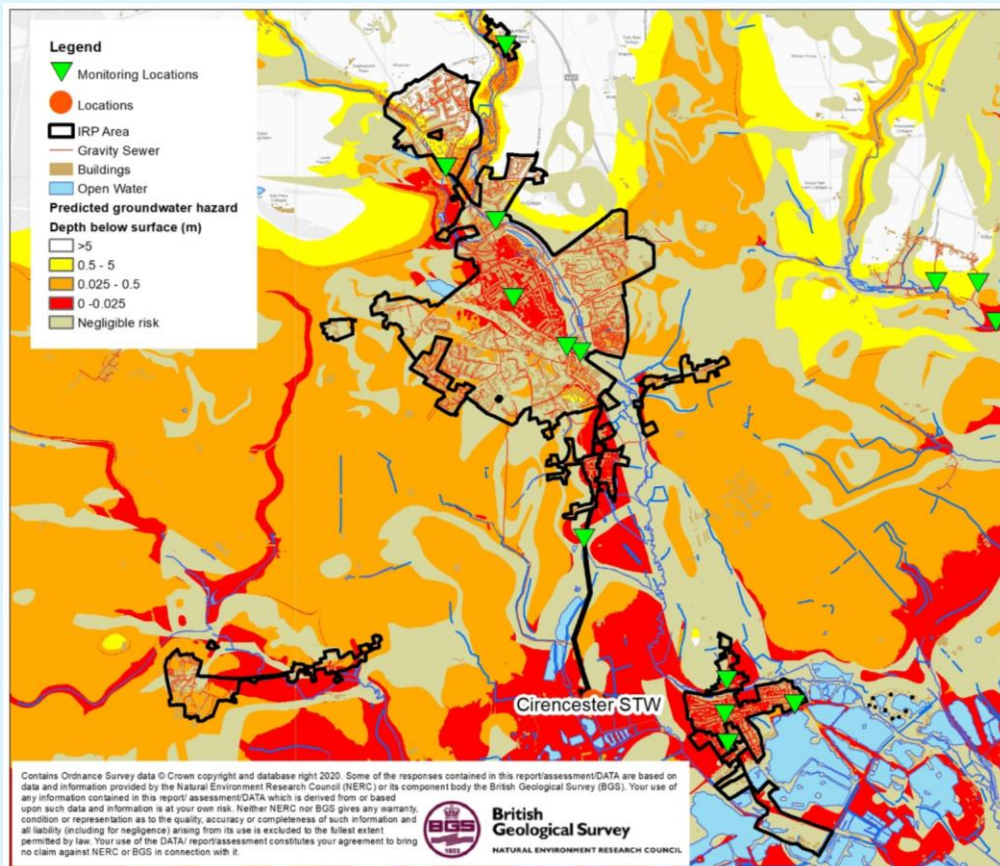 Legend
Monitoring Locations
Locations
IRP Area
Gravity Sewer
Buildings
Open Water
Predicted groundwater hazard
Depth below surface (m)
>5
0.5 - 5
0.025 - 0.5
0 -0.025
Negligible risk
Cirencester STW
Contains Ordnance Survey data © Crown copyright and database right 2020. Some of the responses contained in this report/assessment/DATA are based on
data and information provided by the Natural Environment Research Council (NERC) or its component body the British Geological Survey (BGS). Your use of
any information contained in this report/ assessment/DATA which is derived from or based
upon such data and information is at your own risk. Neither NERC nor BGS gives any warranty,
condition or representation as to the quality, accuracy or completeness of such information and
all liability (including for negligence) arising from its use is excluded to the fullest extent
permitted by law. Your use of the DATA/ report/assessment constitutes your agreement to bring
no claim against NERC or BGS in connection with it.
BGS
1835
British
Geological Survey
NATURAL ENVIRONMENT RESEARCH COUNCIL